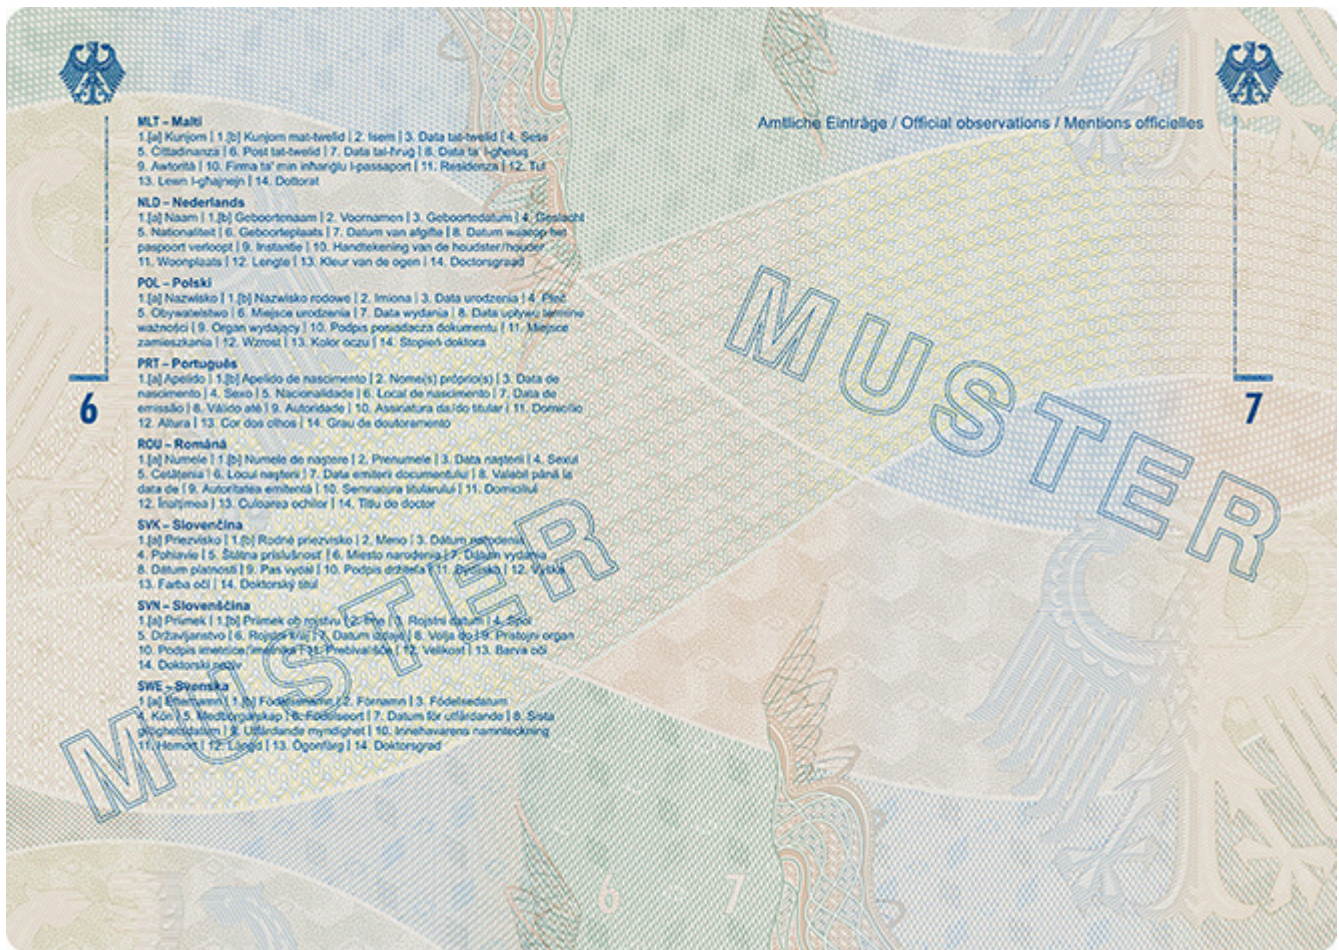 MLT – Malti
1.[a] Kunjom | 1.[b] Kunjom mat-twelid | 2. Isem | 3. Data tat-twelid | 4. Sess
5. Cittadinanza | 6. Post tat-twelid | 7. Data tal-ħruġ | 8. Data ta' l-għeluq
9. Awtorità | 10. Firma ta' min inħariġlu l-passaport | 11. Residenza | 12. Tul
13. Lewn l-għajnejn | 14. Dottorat
NLD – Nederlands
1.[a] Naam | 1.[b] Geboortenaam | 2. Voornamen | 3. Geboortedatum | 4. Geslacht
5. Nationaliteit | 6. Geboorteplaats | 7. Datum van afgifte | 8. Datum waarop het
paspoort verloopt | 9. Instantie | 10. Handtekening van de houdster/houder
11. Woonplaats | 12. Lengte | 13. Kleur van de ogen | 14. Doctorsgraad
POL – Polski
1.[a] Nazwisko | 1.[b] Nazwisko rodowe | 2. Imiona | 3. Data urodzenia | 4. Płeć
5. Obywatelstwo | 6. Miejsce urodzenia | 7. Data wydania | 8. Data upływu terminu
ważności | 9. Organ wydający | 10. Podpis posiadacza dokumentu | 11. Miejsce
zamieszkania | 12. Wzrost | 13. Kolor oczu | 14. Stopień doktora
PRT – Português
1.[a] Apelido | 1.[b] Apelido de nascimento | 2. Nome(s) próprio(s) | 3. Data de
nascimento | 4. Sexo | 5. Nacionalidade | 6. Local de nascimento | 7. Data de
emissão | 8. Válido até | 9. Autoridade | 10. Assinatura da/do titular | 11. Domicílio
12. Altura | 13. Cor dos olhos | 14. Grau de doutoramento
ROU – Română
1.[a] Numele | 1.[b] Numele de naștere | 2. Prenumele | 3. Data nașterii | 4. Sexul
5. Cetățenia | 6. Locul nașterii | 7. Data emiterii documentului | 8. Valabil până la
data de | 9. Autoritatea emitentă | 10. Semnatura titularului | 11. Domiciliul
12. Înălțimea | 13. Culoarea ochilor | 14. Titlu de doctor
SVK – Slovenčina
1.[a] Priezvisko | 1.[b] Rodné priezvisko | 2. Meno | 3. Dátum narodenia
4. Pohlavie | 5. Štátna príslušnosť | 6. Miesto narodenia | 7. Dátum vydania
8. Dátum platnosti | 9. Pas vydal | 10. Podpis držiteľa | 11. Bydlisko | 12. Výška
13. Farba očí | 14. Doktorský titul
SVN – Slovenščina
1.[a] Priimek | 1.[b] Priimek ob rojstvu | 2. Ime | 3. Rojstni datum | 4. Spol
5. Državljanstvo | 6. Rojstni kraj | 7. Datum izdaje | 8. Velja do | 9. Pristojni organ
10. Podpis imetnice/imetnika | 11. Prebivališče | 12. Velikost | 13. Barva oči
14. Doktorski naziv
SWE – Svenska
1.[a] Efternamn | 1.[b] Födelsenamn | 2. Förnamn | 3. Födelsedatum
4. Kön | 5. Medborgarskap | 6. Födelseort | 7. Datum för utfärdande | 8. Sista
giltighetsdatum | 9. Utfärdande myndighet | 10. Innehavarens namnteckning
11. Hemort | 12. Längd | 13. Ögonfärg | 14. Doktorsgrad
6
MUSTER
Amtliche Einträge / Official observations / Mentions officielles
7
MUSTER
6 7